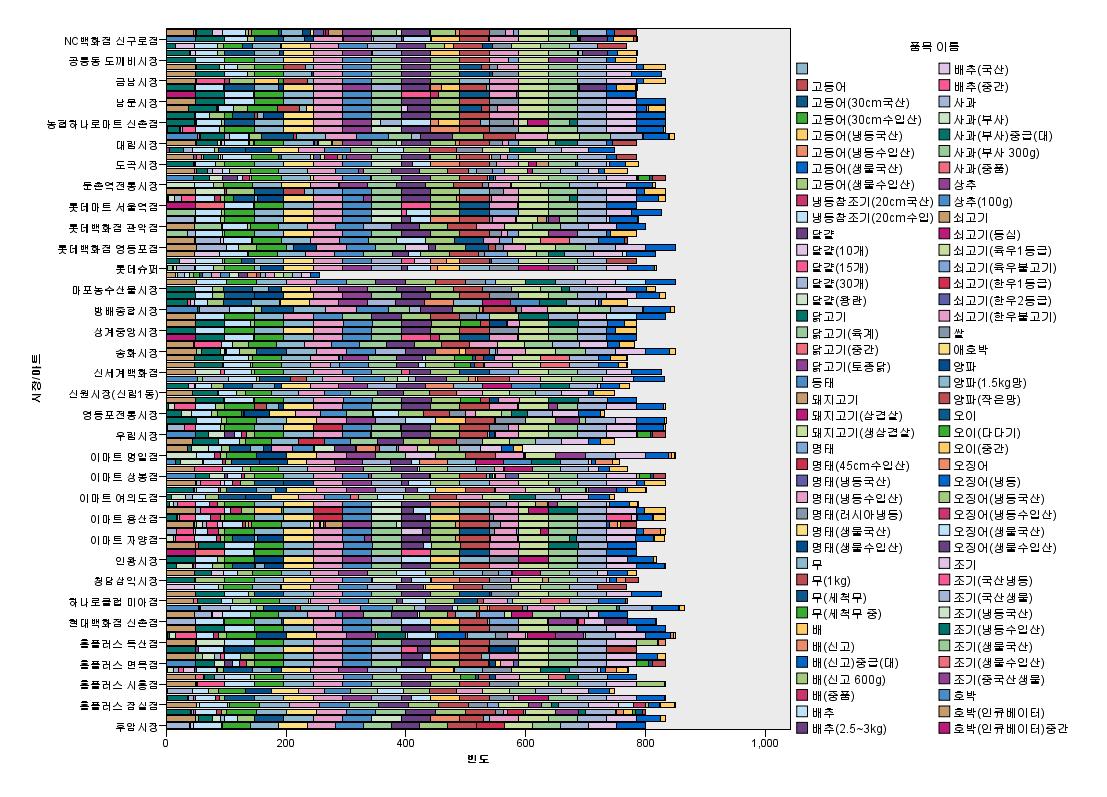 NC백화점 신구로점
공릉동 도깨비시장
금남시장
남문시장
농협하나로마트 신촌점
대림시장
도곡시장
둔촌역전통시장
롯데마트 서울역점
롯데백화점 관악점
롯데백화점 영등포점
롯데슈퍼
마포농수산물시장
방배종합시장
상계중앙시장
송화시장
신세계백화점
신원시장(신림1동)
영등포전통시장
우림시장
이마트 명일점
이마트 상봉점
이마트 여의도점
이마트 용산점
이마트 자양점
인왕시장
청담삼익시장
하나로클럽 미아점
현대백화점 신촌점
홈플러스 독산점
홈플러스 면목점
홈플러스 시흥점
홈플러스 잠실점
후암시장
시장/마트
0 200 400 600 800 1,000
빈도
품목 이름
고등어
고등어(30cm국산)
고등어(30cm수입산)
고등어(냉동국산)
고등어(냉동수입산)
고등어(생물국산)
고등어(생물수입산)
냉동참조기(20cm국산)
냉동참조기(20cm수입)
달걀
달걀(10개)
달걀(15개)
달걀(30개)
달걀(왕란)
닭고기
닭고기(육계)
닭고기(중간)
닭고기(토종닭)
동태
돼지고기
돼지고기(삼겹살)
돼지고기(생삼겹살)
명태
명태(45cm수입산)
명태(냉동국산)
명태(냉동수입산)
명태(러시아냉동)
명태(생물국산)
명태(생물수입산)
무
무(1kg)
무(세척무)
무(세척무 중)
배
배(신고)
배(신고)중급(대)
배(신고 600g)
배(중품)
배추
배추(2.5~3kg)
배추(국산)
배추(중간)
사과
사과(부사)
사과(부사)중급(대)
사과(부사 300g)
사과(중품)
상추
상추(100g)
쇠고기
쇠고기(등심)
쇠고기(육우1등급)
쇠고기(육우불고기)
쇠고기(한우1등급)
쇠고기(한우2등급)
쇠고기(한우불고기)
쌀
애호박
양파
양파(1.5kg망)
양파(작은망)
오이
오이(다다기)
오이(중간)
오징어
오징어(냉동)
오징어(냉동국산)
오징어(냉동수입산)
오징어(생물국산)
오징어(생물수입산)
조기
조기(국산냉동)
조기(국산생물)
조기(냉동국산)
조기(냉동수입산)
조기(생물국산)
조기(생물수입산)
조기(중국산생물)
호박
호박(인큐베이터)
호박(인큐베이터)중간